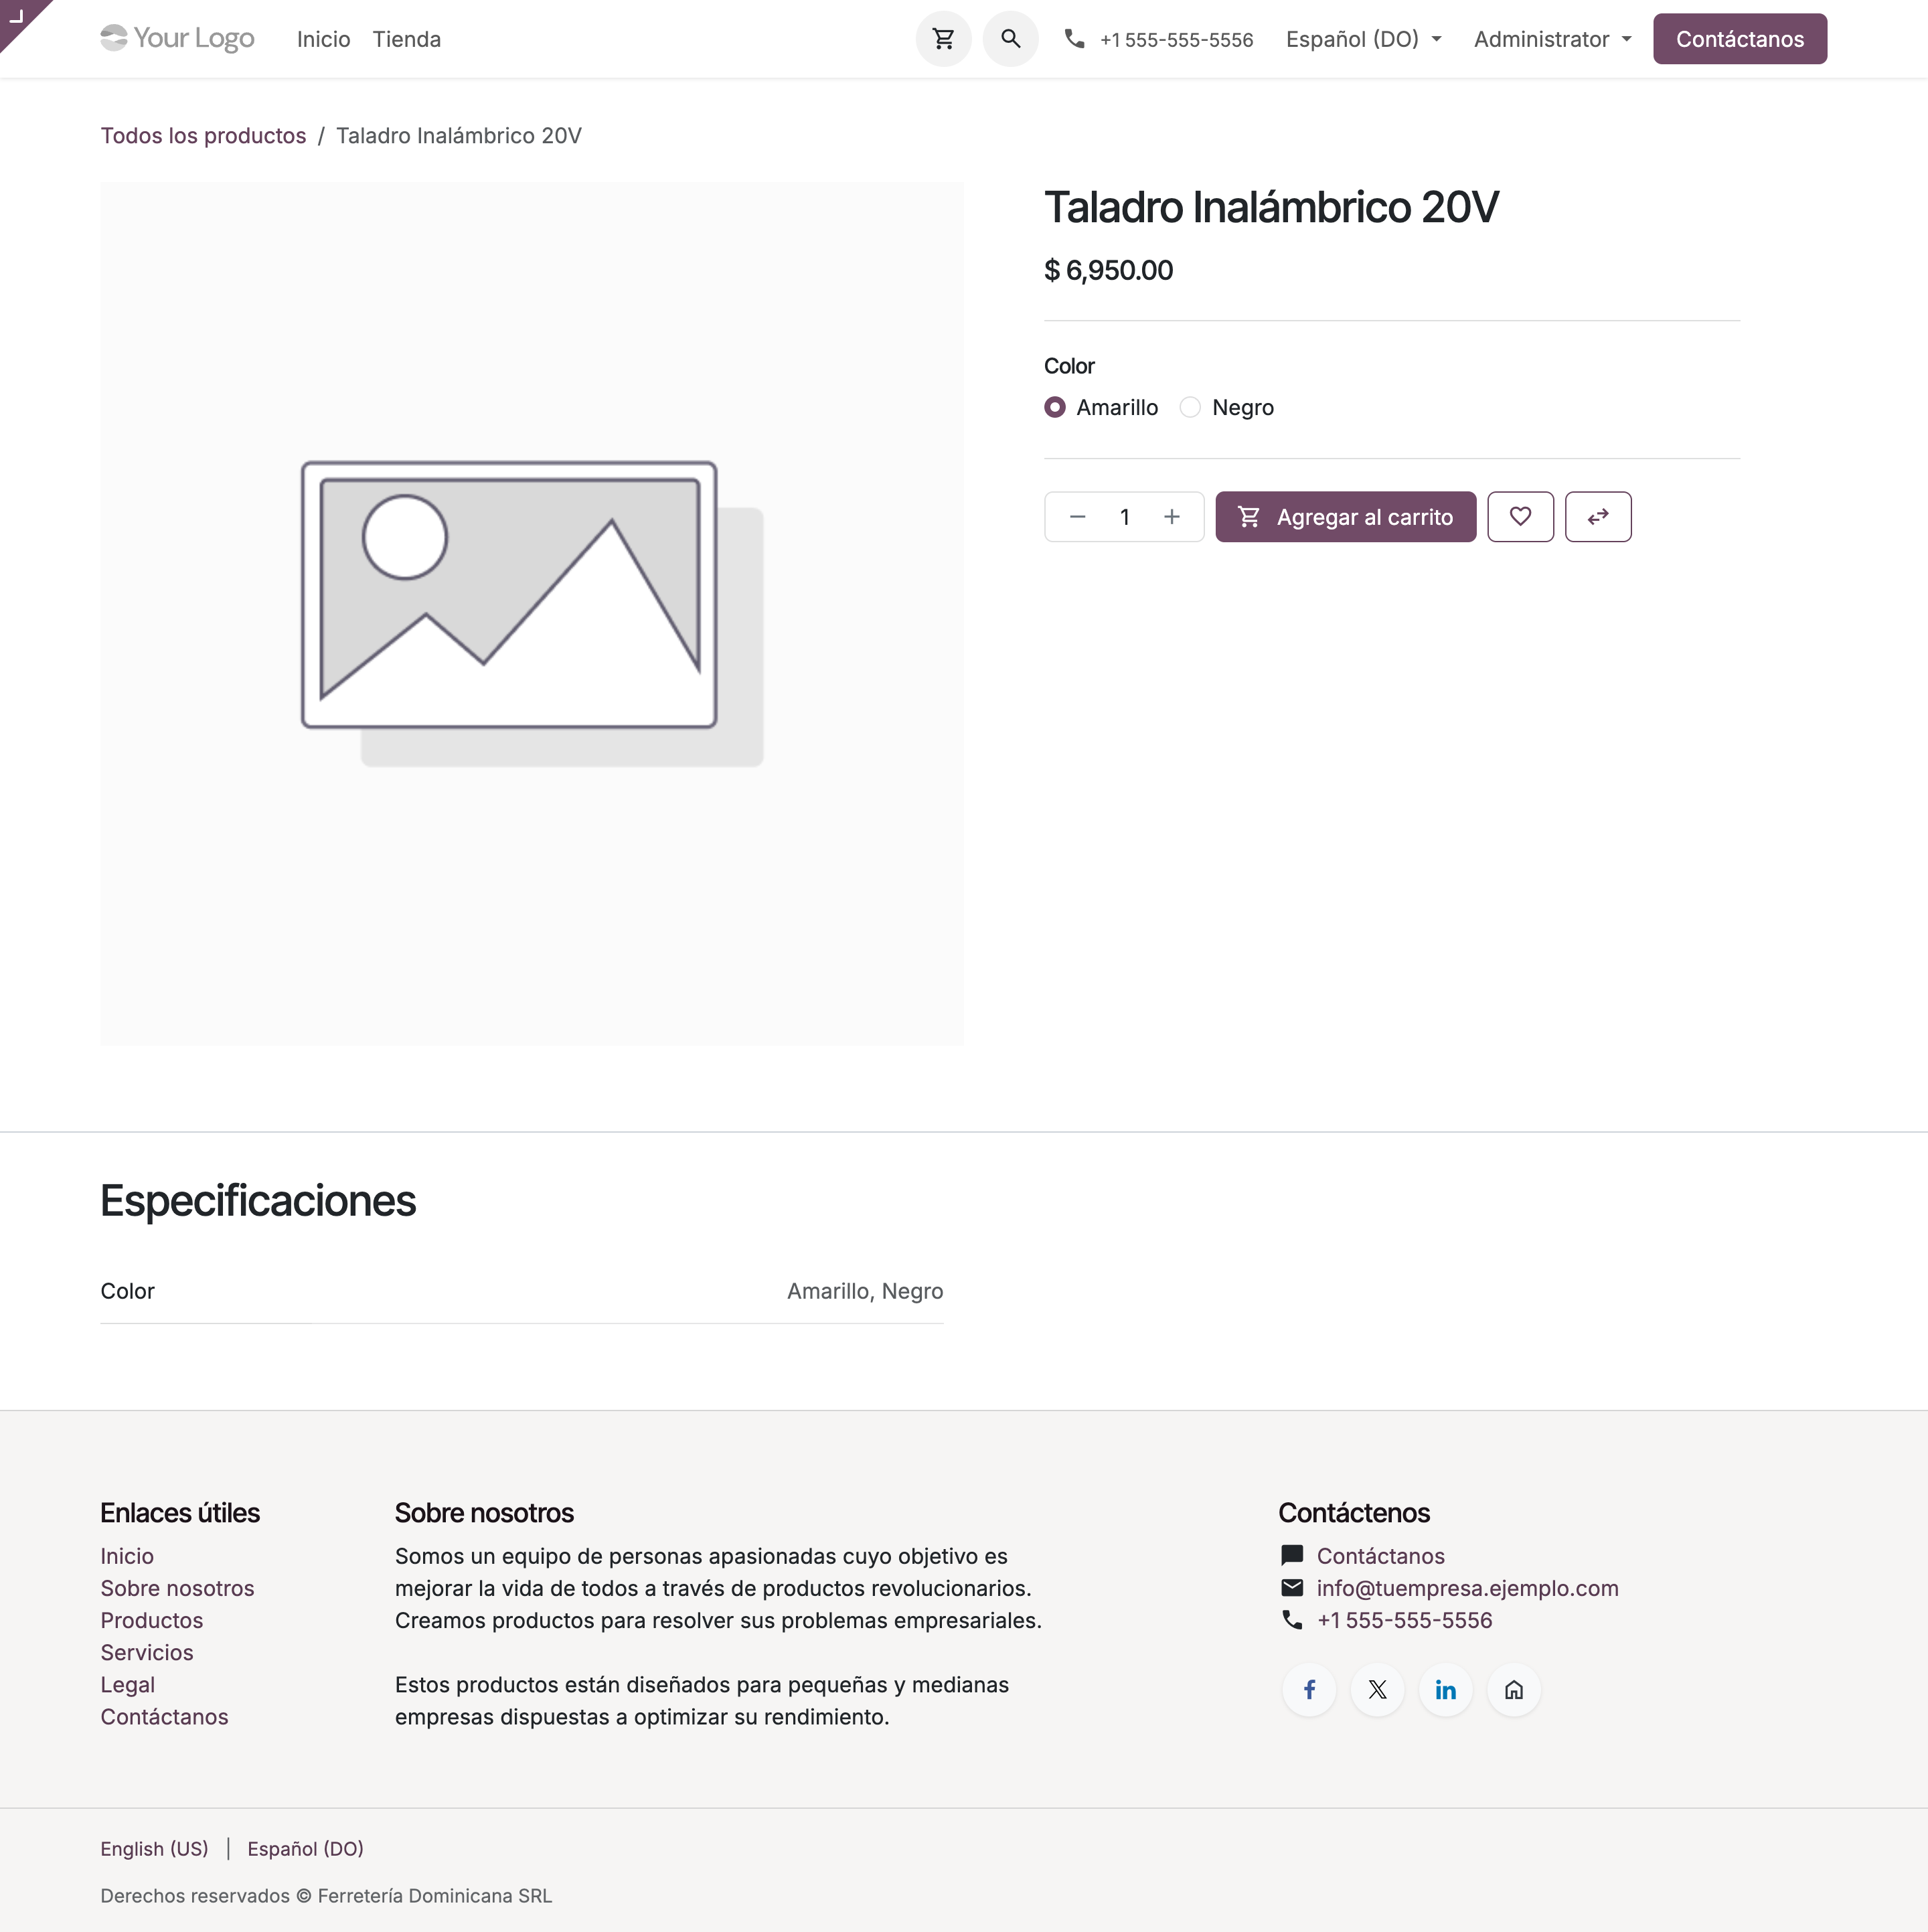 Your Logo
Inicio
Tienda
+1 555-555-5556
Español (DO)
Administrator
Contáctanos
Todos los productos / Taladro Inalámbrico 20V
Taladro Inalámbrico 20V
$ 6,950.00
Color
Amarillo
Negro
1
Agregar al carrito
Especificaciones
Color
Amarillo, Negro
Enlaces útiles
Inicio
Sobre nosotros
Productos
Servicios
Legal
Contáctanos
Sobre nosotros
Somos un equipo de personas apasionadas cuyo objetivo es
mejorar la vida de todos a través de productos revolucionarios.
Creamos productos para resolver sus problemas empresariales.
Estos productos están diseñados para pequeñas y medianas
empresas dispuestas a optimizar su rendimiento.
Contáctenos
Contáctanos
info@tuempresa.ejemplo.com
+1 555-555-5556
English (US) | Español (DO)
Derechos reservados © Ferretería Dominicana SRL